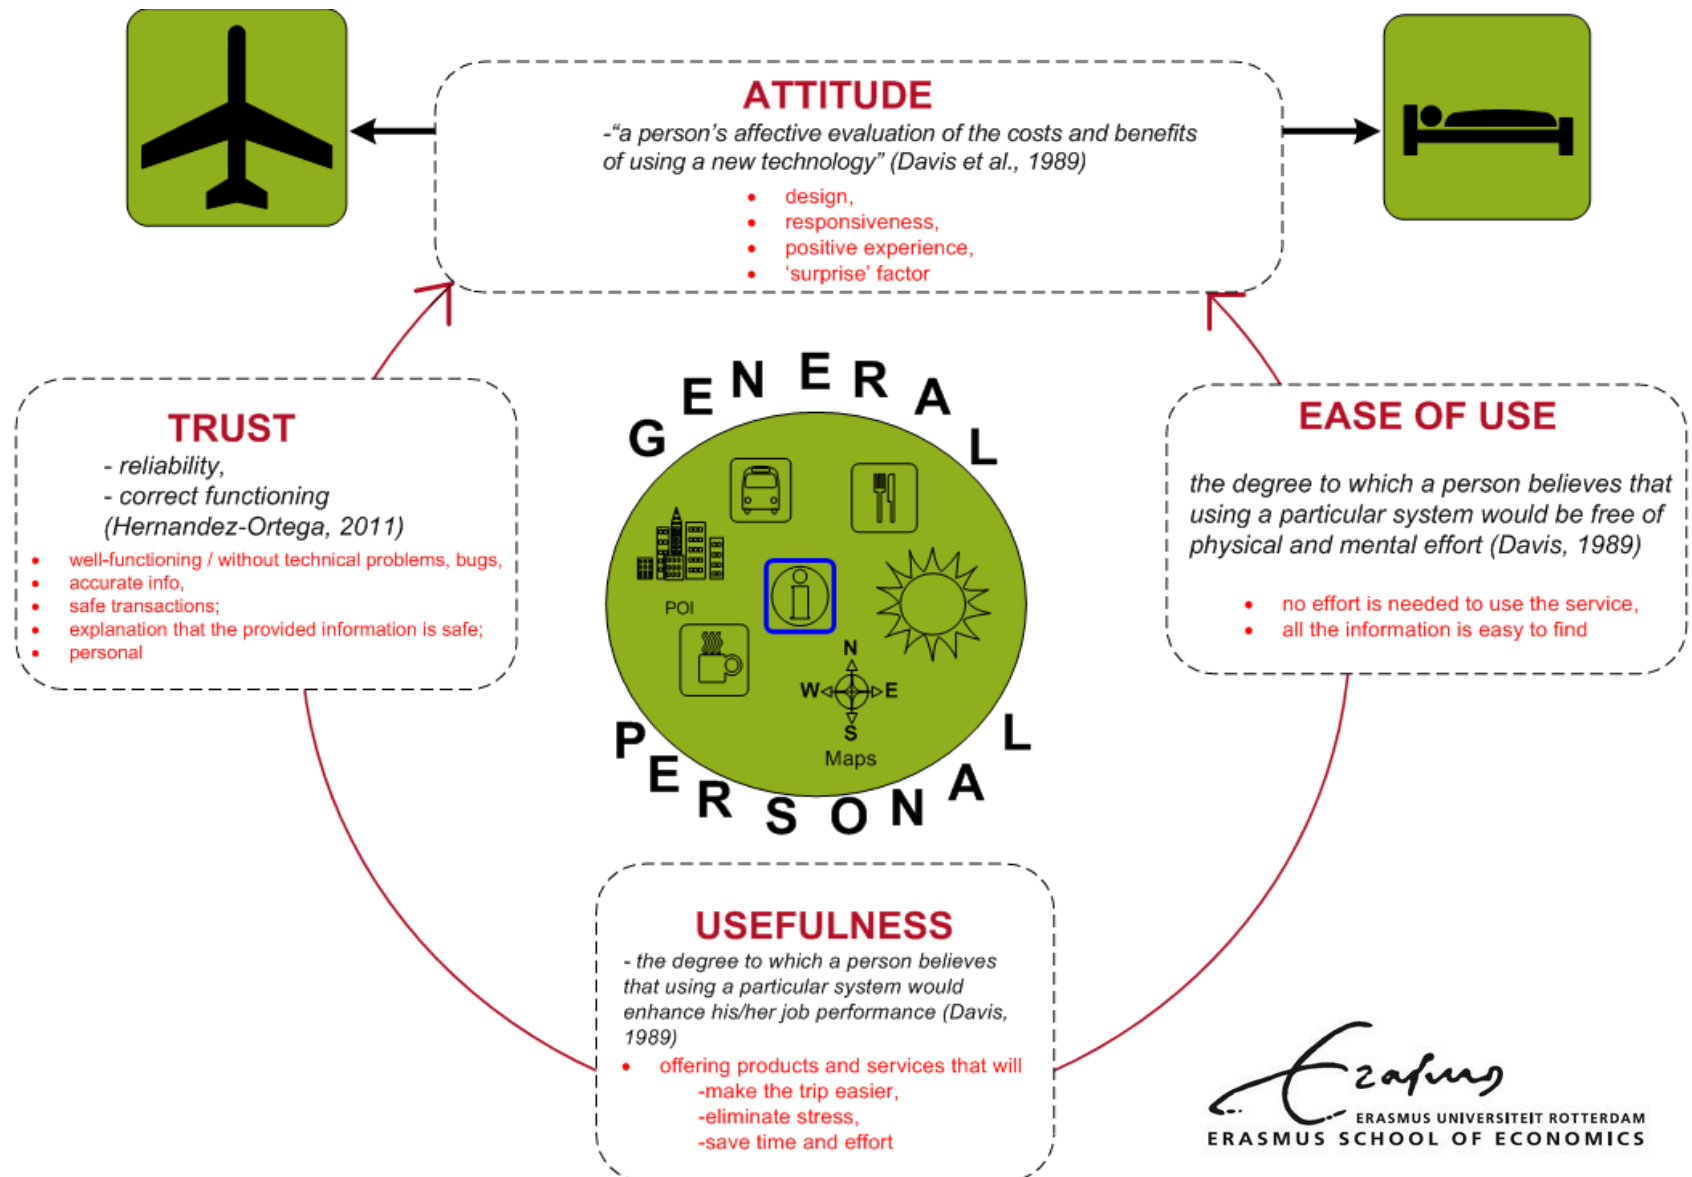 ATTITUDE
-“a person’s affective evaluation of the costs and benefits
of using a new technology” (Davis et al., 1989)
• design,
• responsiveness,
• positive experience,
• ‘surprise’ factor
TRUST
- reliability,
- correct functioning
(Hernandez-Ortega, 2011)
• well-functioning / without technical problems, bugs,
• accurate info,
• safe transactions;
• explanation that the provided information is safe;
• personal
GENERAL
POI
i
N
W E
S
Maps
PERSONAL
EASE OF USE
the degree to which a person believes that
using a particular system would be free of
physical and mental effort (Davis, 1989)
• no effort is needed to use the service,
• all the information is easy to find
USEFULNESS
- the degree to which a person believes
that using a particular system would
enhance his/her job performance (Davis,
1989)
• offering products and services that will
-make the trip easier,
-eliminate stress,
-save time and effort
Erasmus
ERASMUS UNIVERSITEIT ROTTERDAM
ERASMUS SCHOOL OF ECONOMICS